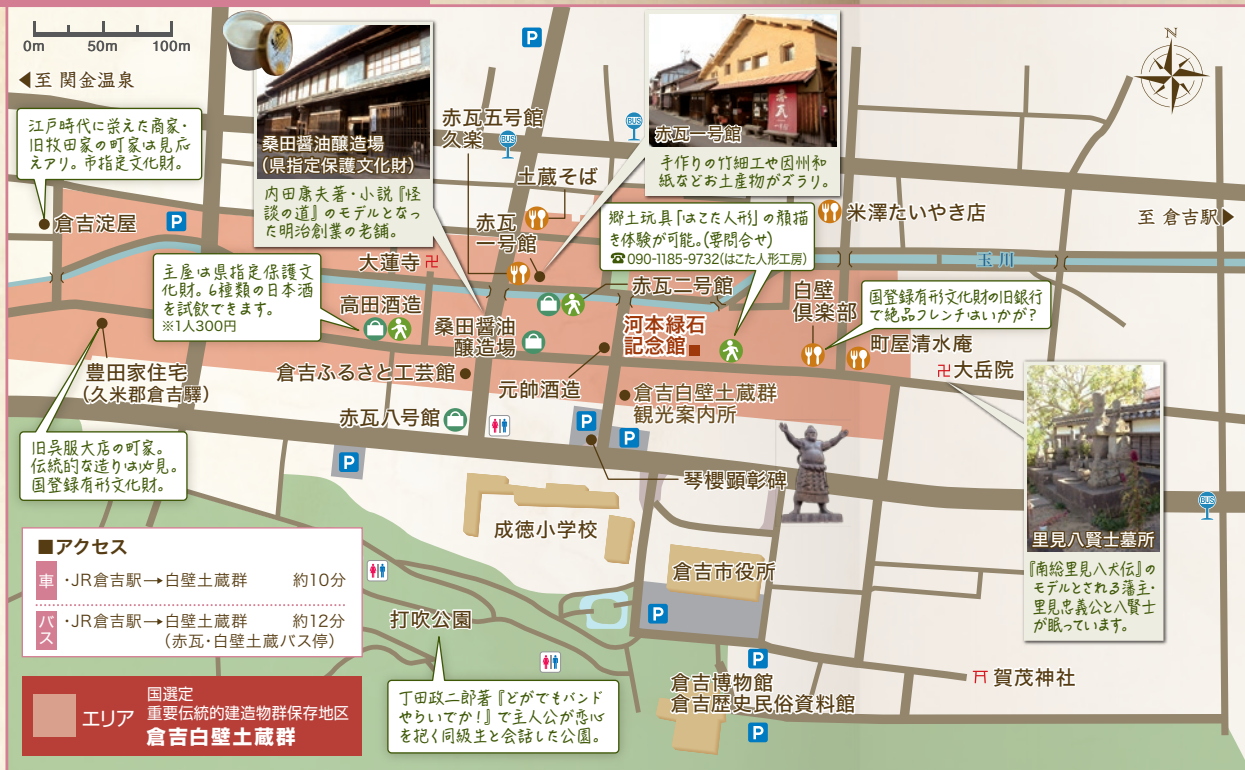 0m 50m 100m
至 関金温泉
N
P
江戸時代に栄えた商家・
旧牧田家の町家は見応
えアリ。市指定文化財。
倉吉淀屋
P
桑田醤油醸造場
(県指定保護文化財)
内田康夫著・小説『怪
談の道』のモデルとなっ
た明治創業の老舗。
赤瓦五号館
久楽
BUS
BUS
土蔵そば
赤瓦
一号館
赤瓦一号館
手作りの竹細工や因州和
紙などお土産物がズラリ。
郷土玩具「はこた人形」の顔描
き体験が可能。(要問合せ)
☎090-1185-9732(はこた人形工房)
米澤たいやき店
至 倉吉駅
玉川
大蓮寺
主屋は県指定保護文
化財。6種類の日本酒
を試飲できます。
※1人300円
高田酒造
桑田醤油
醸造場
赤瓦二号館
河本緑石
記念館
白壁
倶楽部
国登録有形文化財の旧銀行
で絶品フレンチはいかが?
町屋清水庵
大岳院
豊田家住宅
(久米郡倉吉驛)
倉吉ふるさと工芸館
元帥酒造
倉吉白壁土蔵群
観光案内所
赤瓦八号館
P
P
P
旧呉服大店の町家。
伝統的な造りは必見。
国登録有形文化財。
琴櫻顕彰碑
BUS
里見八賢士墓所
『南総里見八犬伝』の
モデルとされる藩主・
里見忠義公と八賢士
が眠っています。
成徳小学校
倉吉市役所
P
■アクセス
車 ・JR倉吉駅→白壁土蔵群 約10分
バス ・JR倉吉駅→白壁土蔵群 約12分
(赤瓦・白壁土蔵バス停)
打吹公園
丁田政二郎著『どがでもバンド
やらいでか!』で主人公が恋心
を抱く同級生と会話した公園。
P
倉吉博物館
倉吉歴史民俗資料館
P
賀茂神社
エリア
国選定
重要伝統的建造物群保存地区
倉吉白壁土蔵群